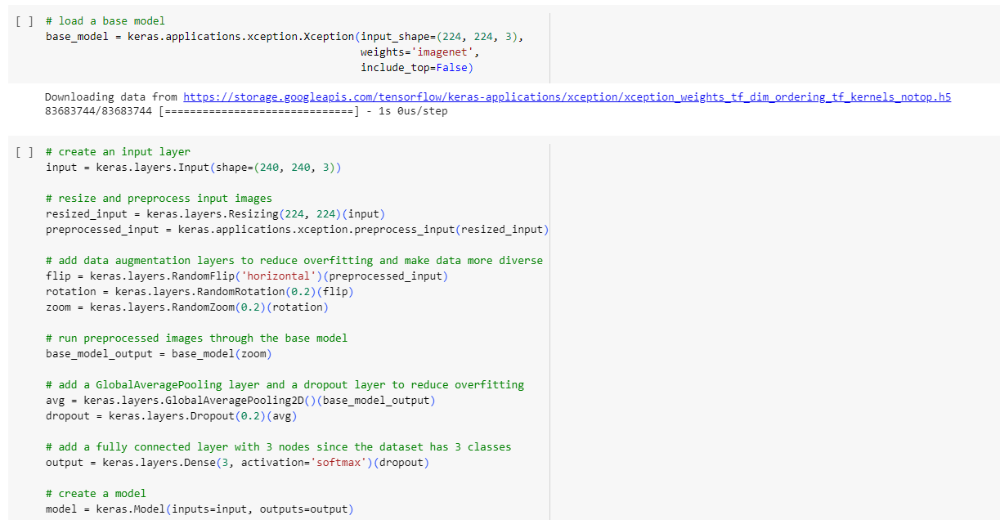 [ ] # load a base model
base_model = keras.applications.xception.Xception(input_shape=(224, 224, 3),
weights='imagenet',
include_top=False)
Downloading data from https://storage.googleapis.com/tensorflow/keras-applications/xception/xception_weights_tf_dim_ordering_tf_kernels_notop.h5
83683744/83683744 [==============================] - 1s 0us/step
[ ] # create an input layer
input = keras.layers.Input(shape=(240, 240, 3))
# resize and preprocess input images
resized_input = keras.layers.Resizing(224, 224)(input)
preprocessed_input = keras.applications.xception.preprocess_input(resized_input)
# add data augmentation layers to reduce overfitting and make data more diverse
flip = keras.layers.RandomFlip('horizontal')(preprocessed_input)
rotation = keras.layers.RandomRotation(0.2)(flip)
zoom = keras.layers.RandomZoom(0.2)(rotation)
# run preprocessed images through the base model
base_model_output = base_model(zoom)
# add a GlobalAveragePooling layer and a dropout layer to reduce overfitting
avg = keras.layers.GlobalAveragePooling2D()(base_model_output)
dropout = keras.layers.Dropout(0.2)(avg)
# add a fully connected layer with 3 nodes since the dataset has 3 classes
output = keras.layers.Dense(3, activation='softmax')(dropout)
# create a model
model = keras.Model(inputs=input, outputs=output)